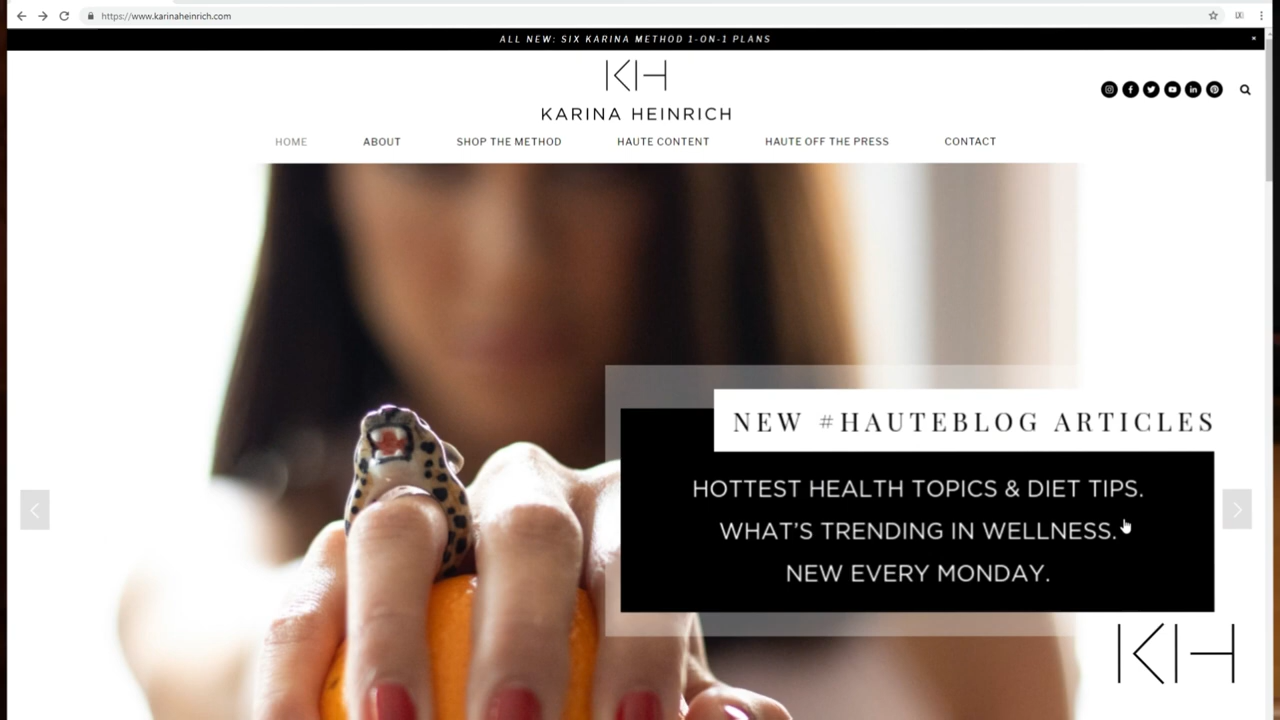 https://www.karinaheinrich.com
ALL NEW: SIX KARINA METHOD 1-ON-1 PLANS
KH
KARINA HEINRICH
HOME ABOUT SHOP THE METHOD HAUTE CONTENT HAUTE OFF THE PRESS CONTACT
NEW #HAUTEBLOG ARTICLES
HOTTEST HEALTH TOPICS & DIET TIPS.
WHAT'S TRENDING IN WELLNESS.
NEW EVERY MONDAY.
KH